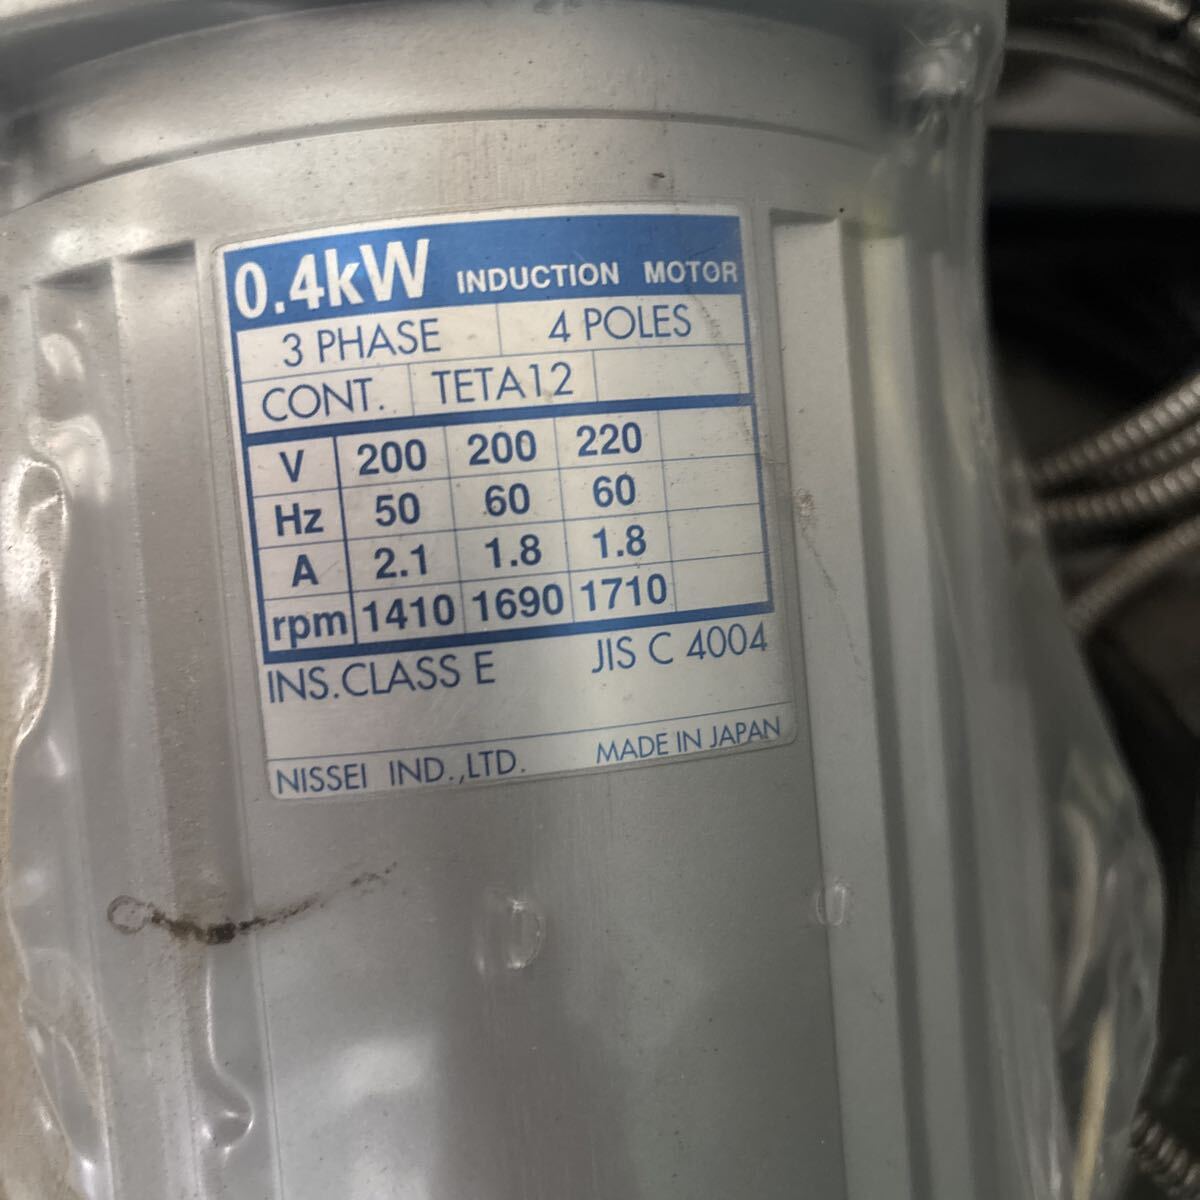 0.4kW INDUCTION MOTOR
3 PHASE 4 POLES
CONT. TETA12
V 200 200 220
Hz 50 60 60
A 2.1 1.8 1.8
rpm 1410 1690 1710
INS.CLASS E JIS C 4004
NISSEI IND.,LTD. MADE IN JAPAN